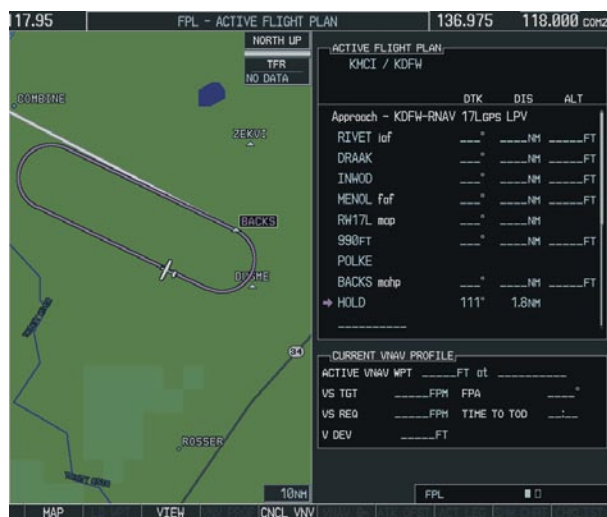 117.95 FPL - ACTIVE FLIGHT PLAN 136.975 118.000 COM2
NORTH UP
TFR
NO DATA
COMBINE
ZEKVI
BACKS
34
ROSSER
10NM
ACTIVE FLIGHT PLAN
KMCI / KDFW
DTK DIS ALT
Approach - KDFW-RNAV 17LGPS LPV
RIVET iaf ___° ____NM _____FT
DRAAK ___° ____NM _____FT
INWOD ___° ____NM _____FT
MENOL faf ___° ____NM _____FT
RW17L map ___° ____NM
990FT ___° ____NM _____FT
POLKE
BACKS mahp ___° ____NM _____FT
HOLD 111° 1.8NM
__________
CURRENT VNAV PROFILE
ACTIVE VNAV WPT _____FT at __________
VS TGT _____FPM FPA ____°
VS REQ _____FPM TIME TO TOD __:__
V DEV _____FT
FPL
MAP VIEW CNCL VNV